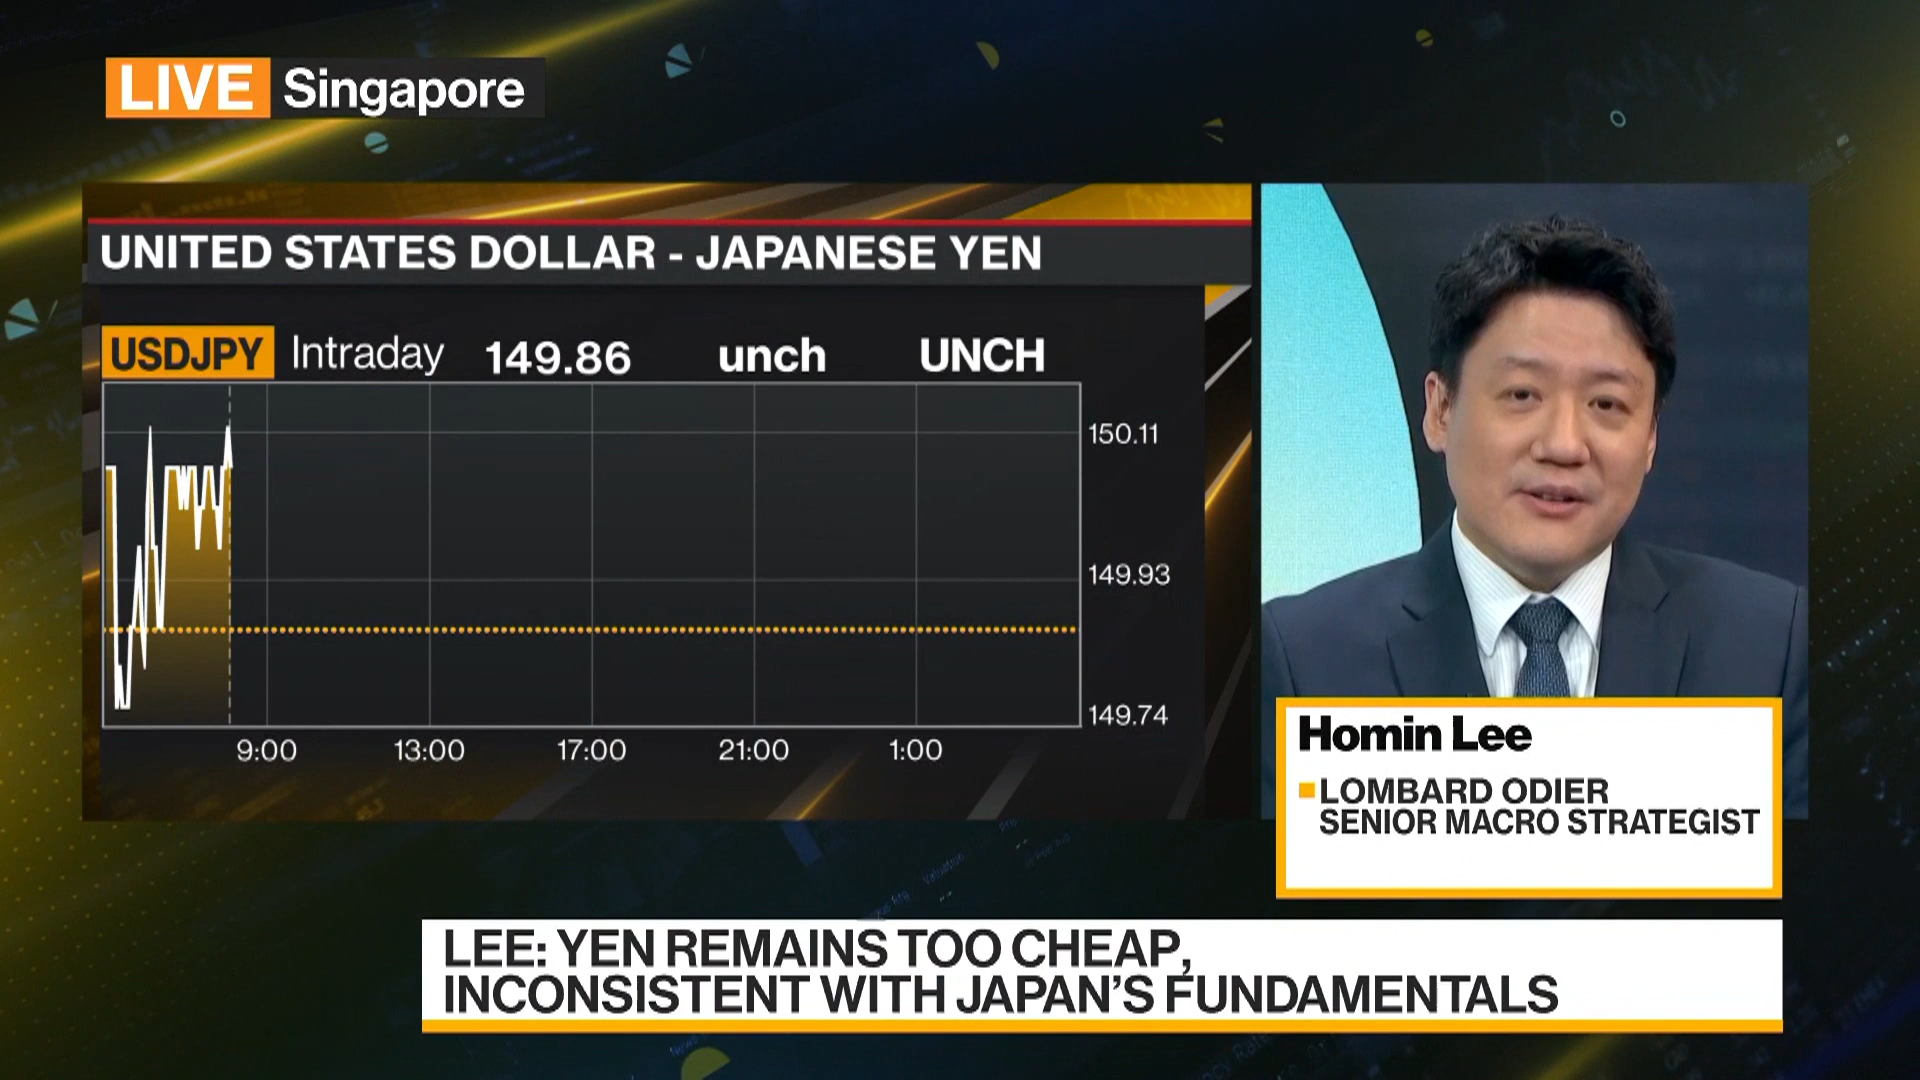 LIVE Singapore
UNITED STATES DOLLAR - JAPANESE YEN
USDJPY Intraday 149.86 unch UNCH
150.11
149.93
149.74
9:00 13:00 17:00 21:00 1:00
Homin Lee
LOMBARD ODIER
SENIOR MACRO STRATEGIST
LEE: YEN REMAINS TOO CHEAP,
INCONSISTENT WITH JAPAN'S FUNDAMENTALS